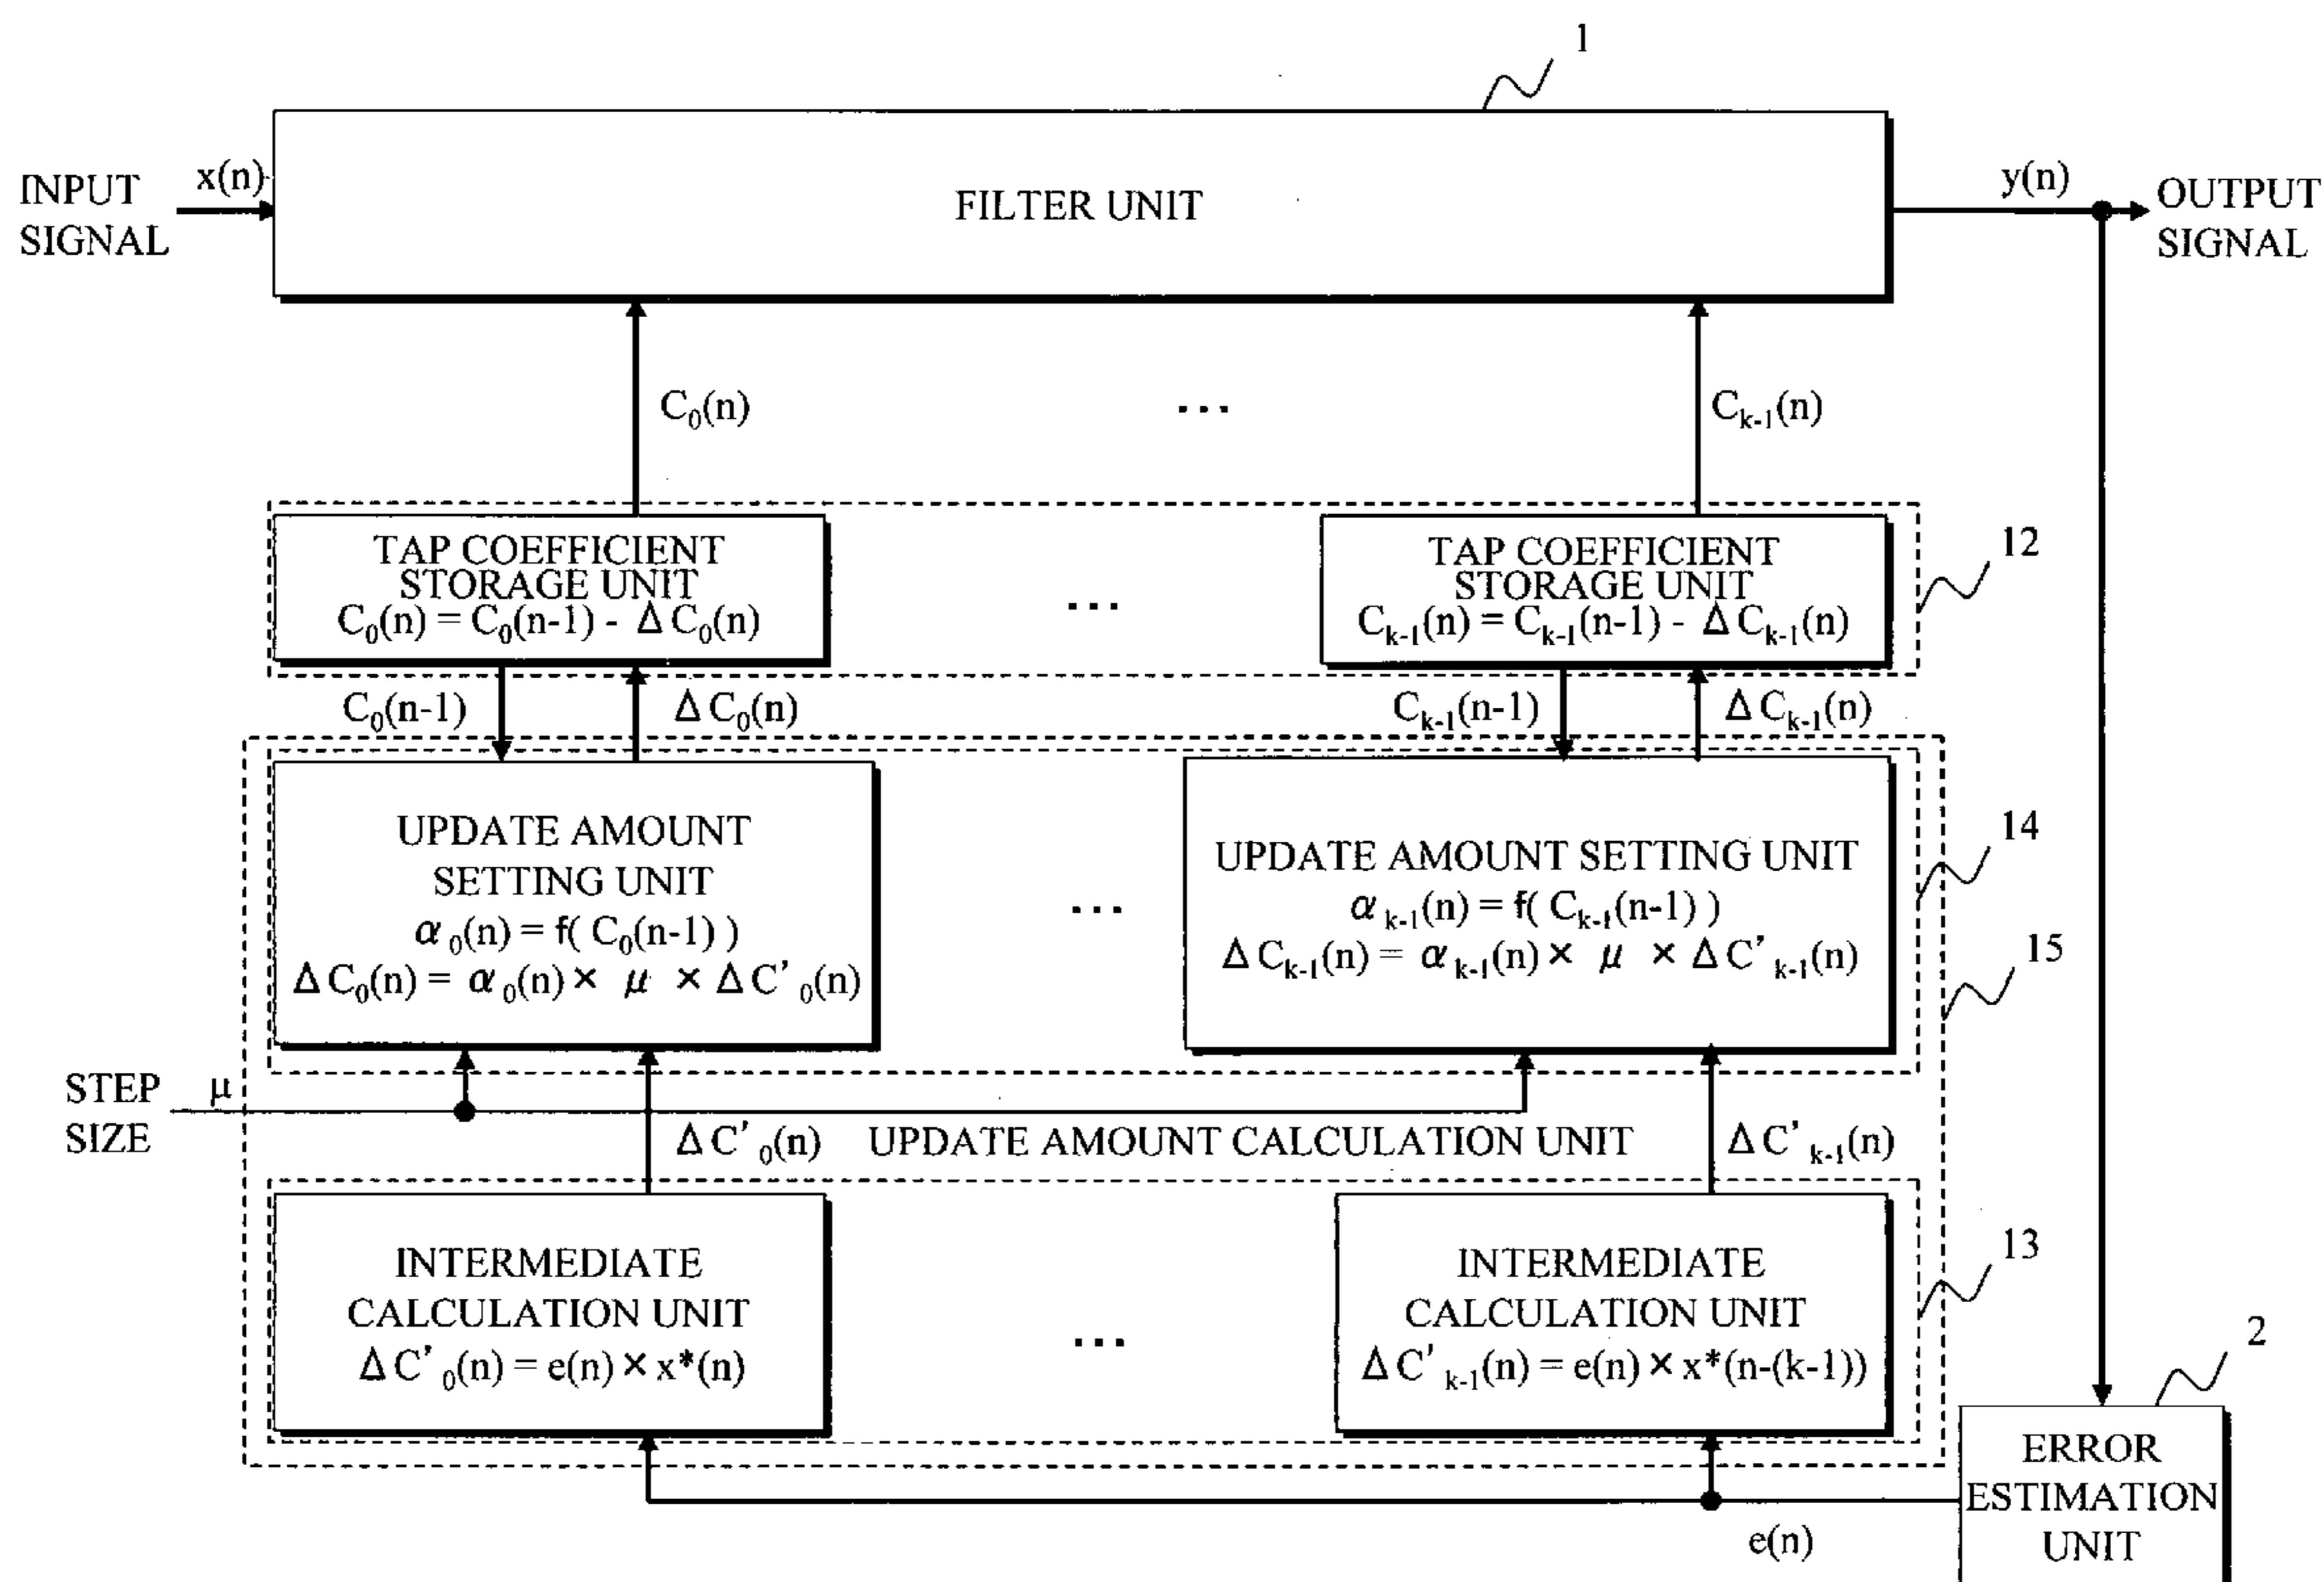 1
INPUT
SIGNAL
x(n)
FILTER UNIT
y(n)
OUTPUT
SIGNAL
C₀(n)
...
Cₖ₋₁(n)
TAP COEFFICIENT
STORAGE UNIT
C₀(n) = C₀(n-1) - ΔC₀(n)
...
TAP COEFFICIENT
STORAGE UNIT
Cₖ₋₁(n) = Cₖ₋₁(n-1) - ΔCₖ₋₁(n)
12
C₀(n-1)
ΔC₀(n)
Cₖ₋₁(n-1)
ΔCₖ₋₁(n)
UPDATE AMOUNT
SETTING UNIT
α₀(n) = f( C₀(n-1) )
ΔC₀(n) = α₀(n) × μ × ΔC'₀(n)
...
UPDATE AMOUNT SETTING UNIT
αₖ₋₁(n) = f( Cₖ₋₁(n-1) )
ΔCₖ₋₁(n) = αₖ₋₁(n) × μ × ΔC'ₖ₋₁(n)
14
15
STEP
SIZE
μ
ΔC'₀(n)
UPDATE AMOUNT CALCULATION UNIT
ΔC'ₖ₋₁(n)
INTERMEDIATE
CALCULATION UNIT
ΔC'₀(n) = e(n) × x*(n)
...
INTERMEDIATE
CALCULATION UNIT
ΔC'ₖ₋₁(n) = e(n) × x*(n-(k-1))
13
2
ERROR
ESTIMATION
UNIT
e(n)